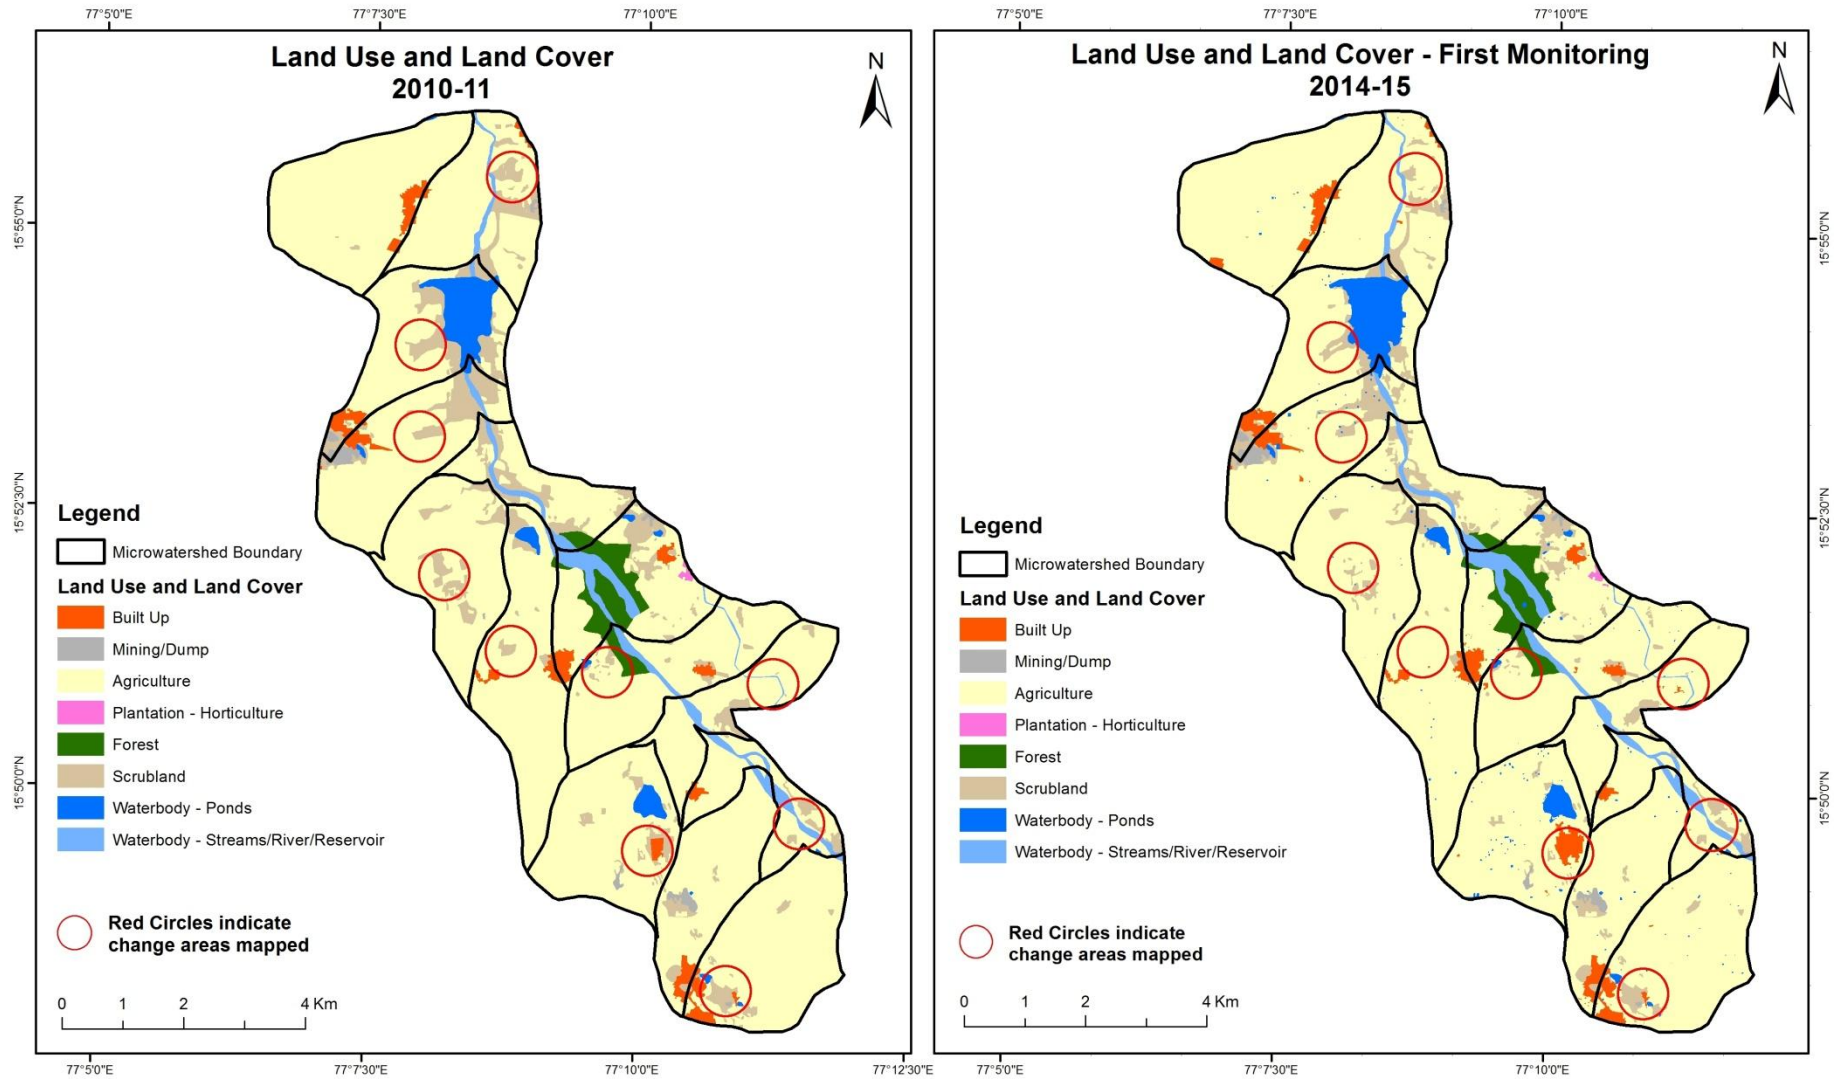 77°5'0"E
77°7'30"E
77°10'0"E
77°5'0"E
77°7'30"E
77°10'0"E
Land Use and Land Cover
2010-11
N
15°55'0"N
15°52'30"N
15°50'0"N
Legend
Microwatershed Boundary
Land Use and Land Cover
Built Up
Mining/Dump
Agriculture
Plantation - Horticulture
Forest
Scrubland
Waterbody - Ponds
Waterbody - Streams/River/Reservoir
Red Circles indicate
change areas mapped
0 1 2 4 Km
77°5'0"E
77°7'30"E
77°10'0"E
77°12'30"E
Land Use and Land Cover - First Monitoring
2014-15
N
Legend
Microwatershed Boundary
Land Use and Land Cover
Built Up
Mining/Dump
Agriculture
Plantation - Horticulture
Forest
Scrubland
Waterbody - Ponds
Waterbody - Streams/River/Reservoir
Red Circles indicate
change areas mapped
0 1 2 4 Km
15°55'0"N
15°52'30"N
15°50'0"N
77°5'0"E
77°7'30"E
77°10'0"E